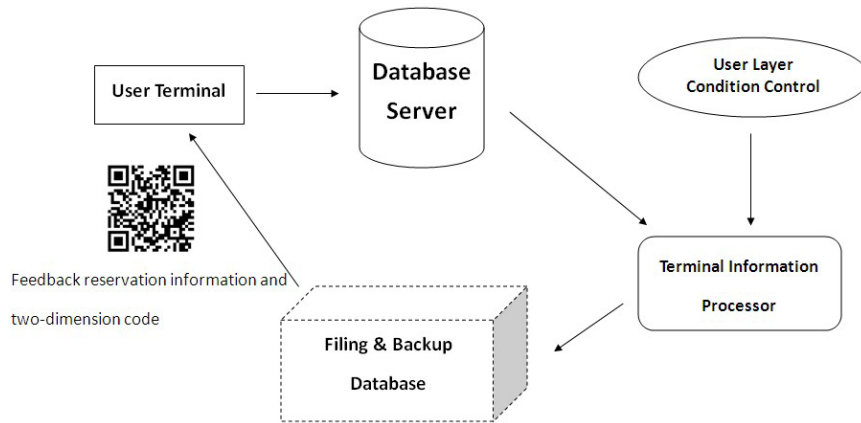 User Terminal
Database
Server
User Layer
Condition Control
Feedback reservation information and
two-dimension code
Terminal Information
Processor
Filing & Backup
Database